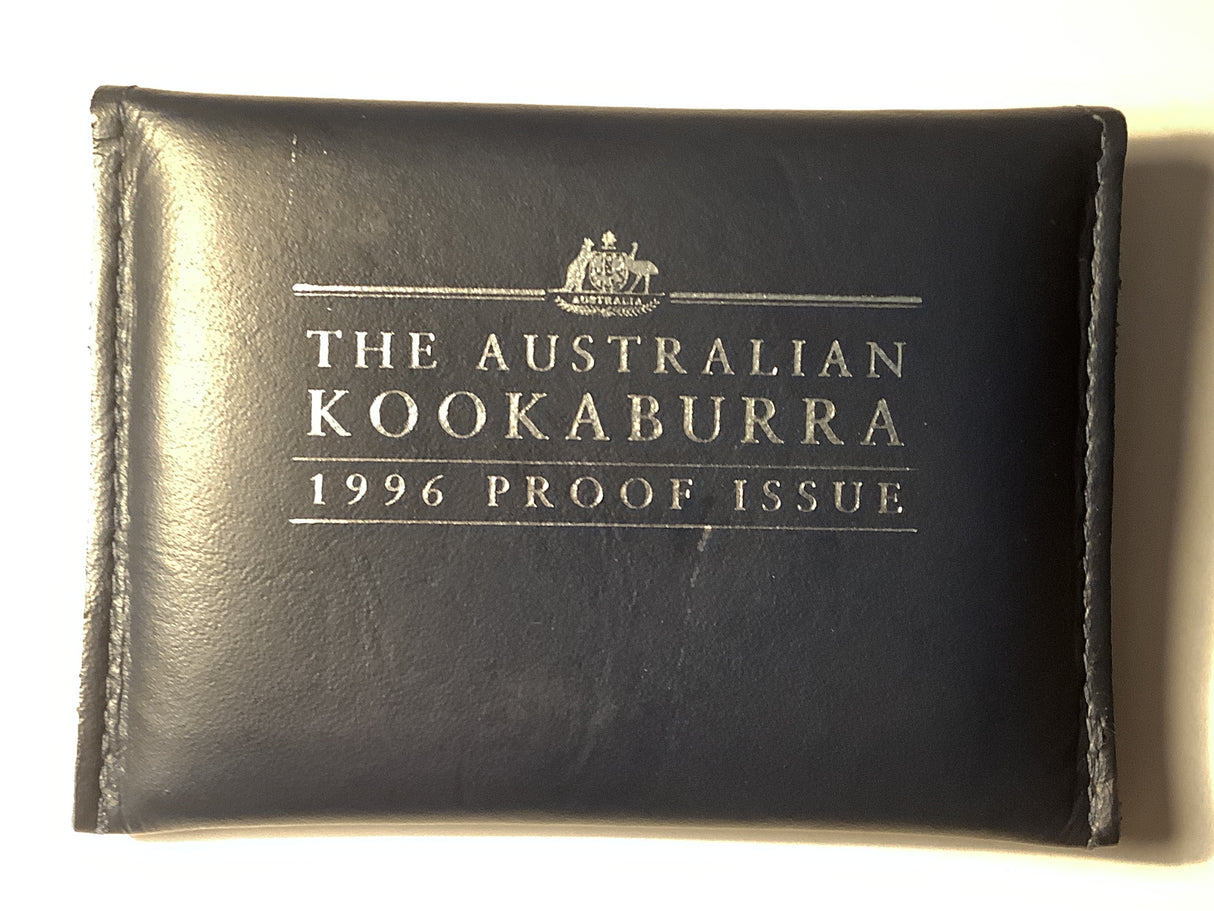 AUSTRALIA
THE AUSTRALIAN
KOOKABURRA
1996 PROOF ISSUE